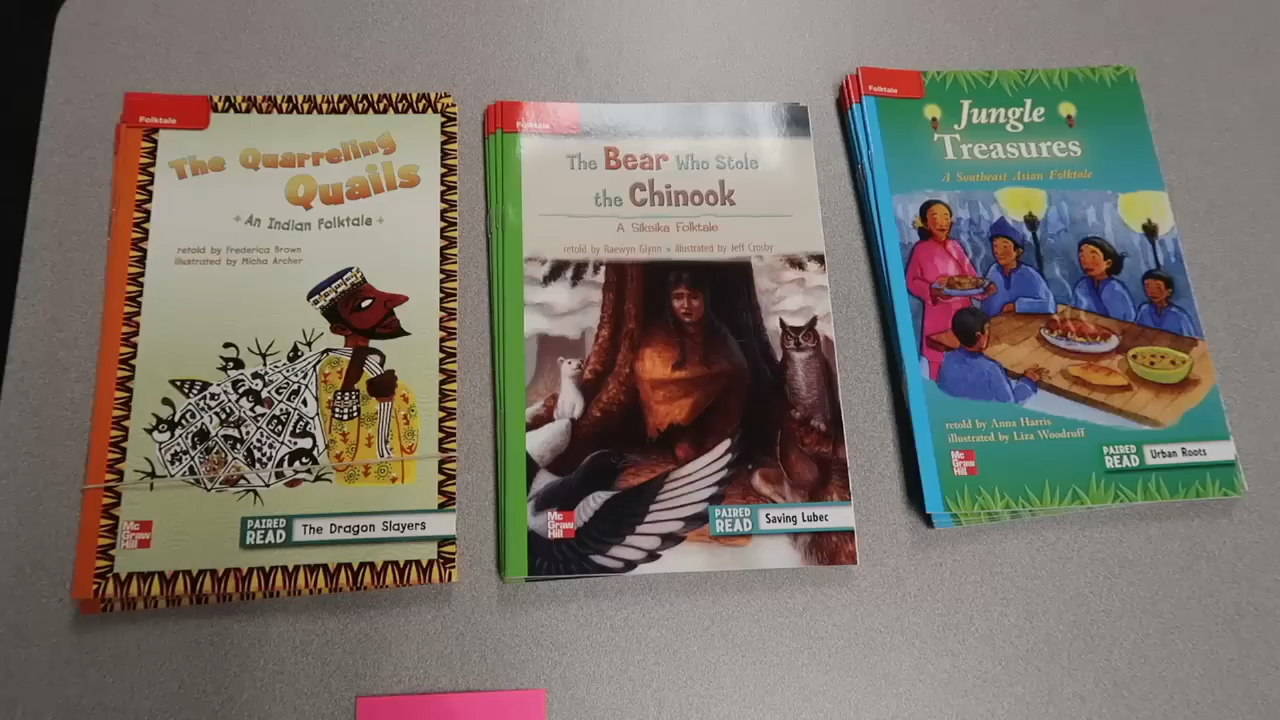 Folktale
The Quarreling
Quails
An Indian Folktale
retold by Frederica Brown
illustrated by Micha Archer
Mc
Graw
Hill
PAIRED
READ
The Dragon Slayers
Folktale
The Bear Who Stole
the Chinook
A Siksika Folktale
retold by Raewyn Glynn • illustrated by Jeff Crosby
Mc
Graw
Hill
PAIRED
READ
Saving Lubec
Folktale
Jungle
Treasures
A Southeast Asian Folktale
retold by Anna Harris
illustrated by Liza Woodruff
Mc
Graw
Hill
PAIRED
READ
Urban Roots